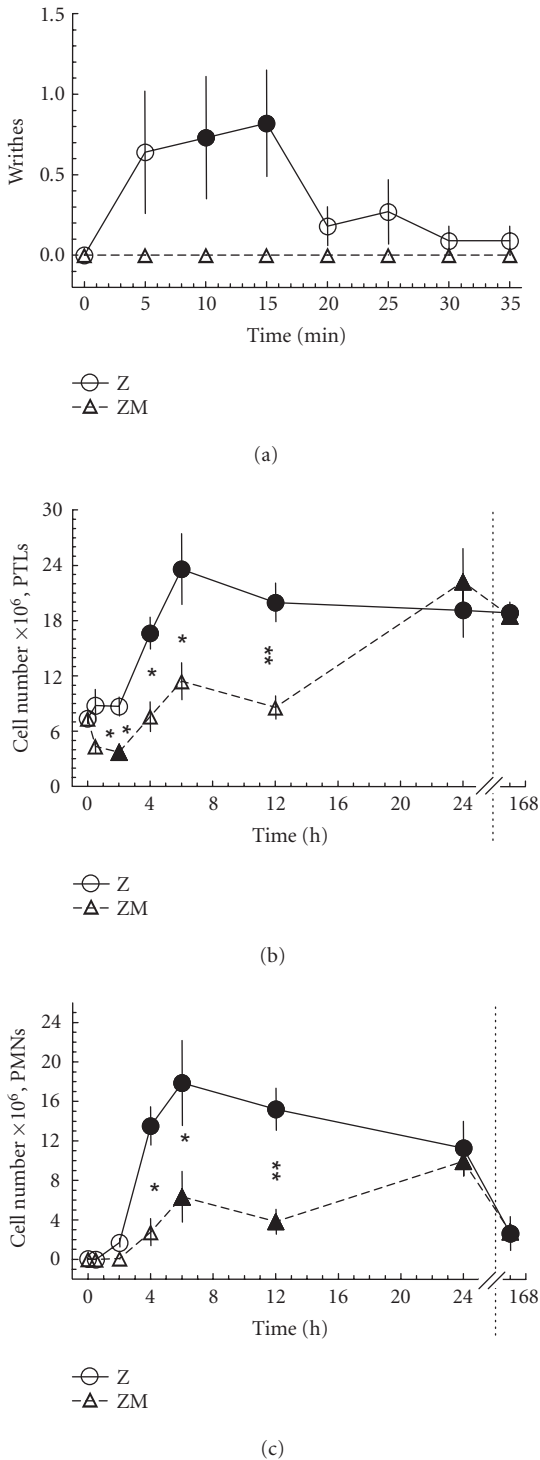 1.5
1.0
0.5
0.0
Writhes
0 5 10 15 20 25 30 35
Time (min)
Z
ZM
(a)
30
24
18
12
6
0
Cell number ×10⁶, PTLs
* * * * **
0 4 8 12 16 20 24 168
Time (h)
Z
ZM
(b)
24
20
16
12
8
4
0
Cell number ×10⁶, PMNs
* * **
0 4 8 12 16 20 24 168
Time (h)
Z
ZM
(c)